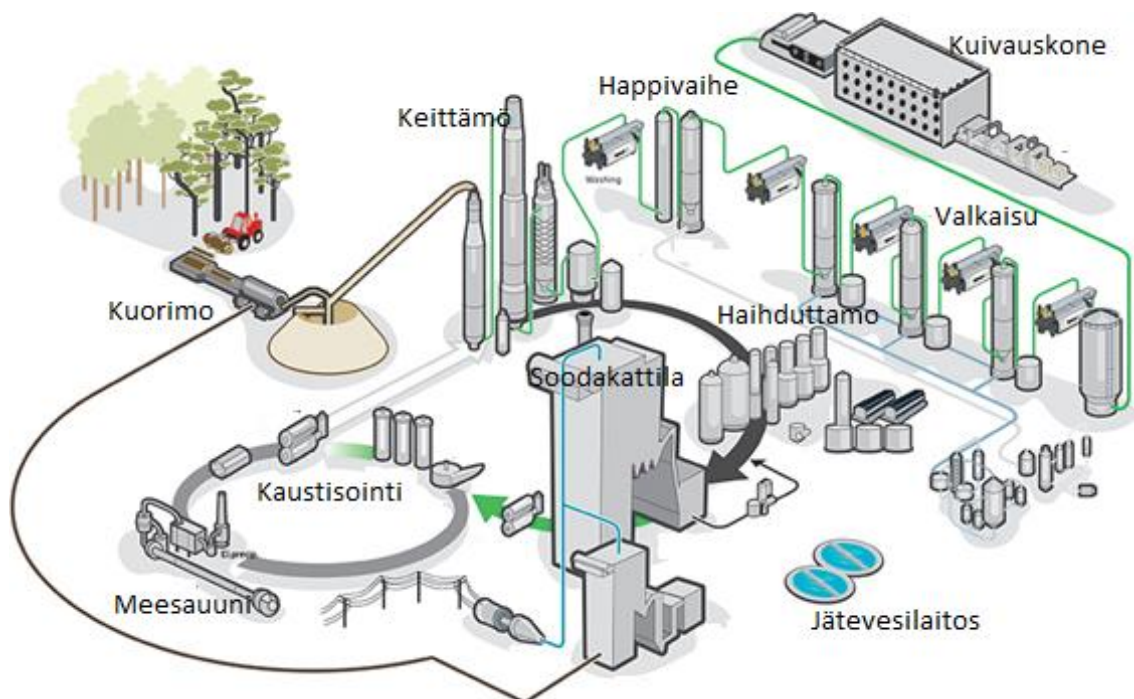 Kuivauskone
Happivaihe
Keittämö
Washing
Valkaisu
Kuorimo
Haihduttamo
Soodakattila
Kaustisointi
Meesauuni
Jätevesilaitos